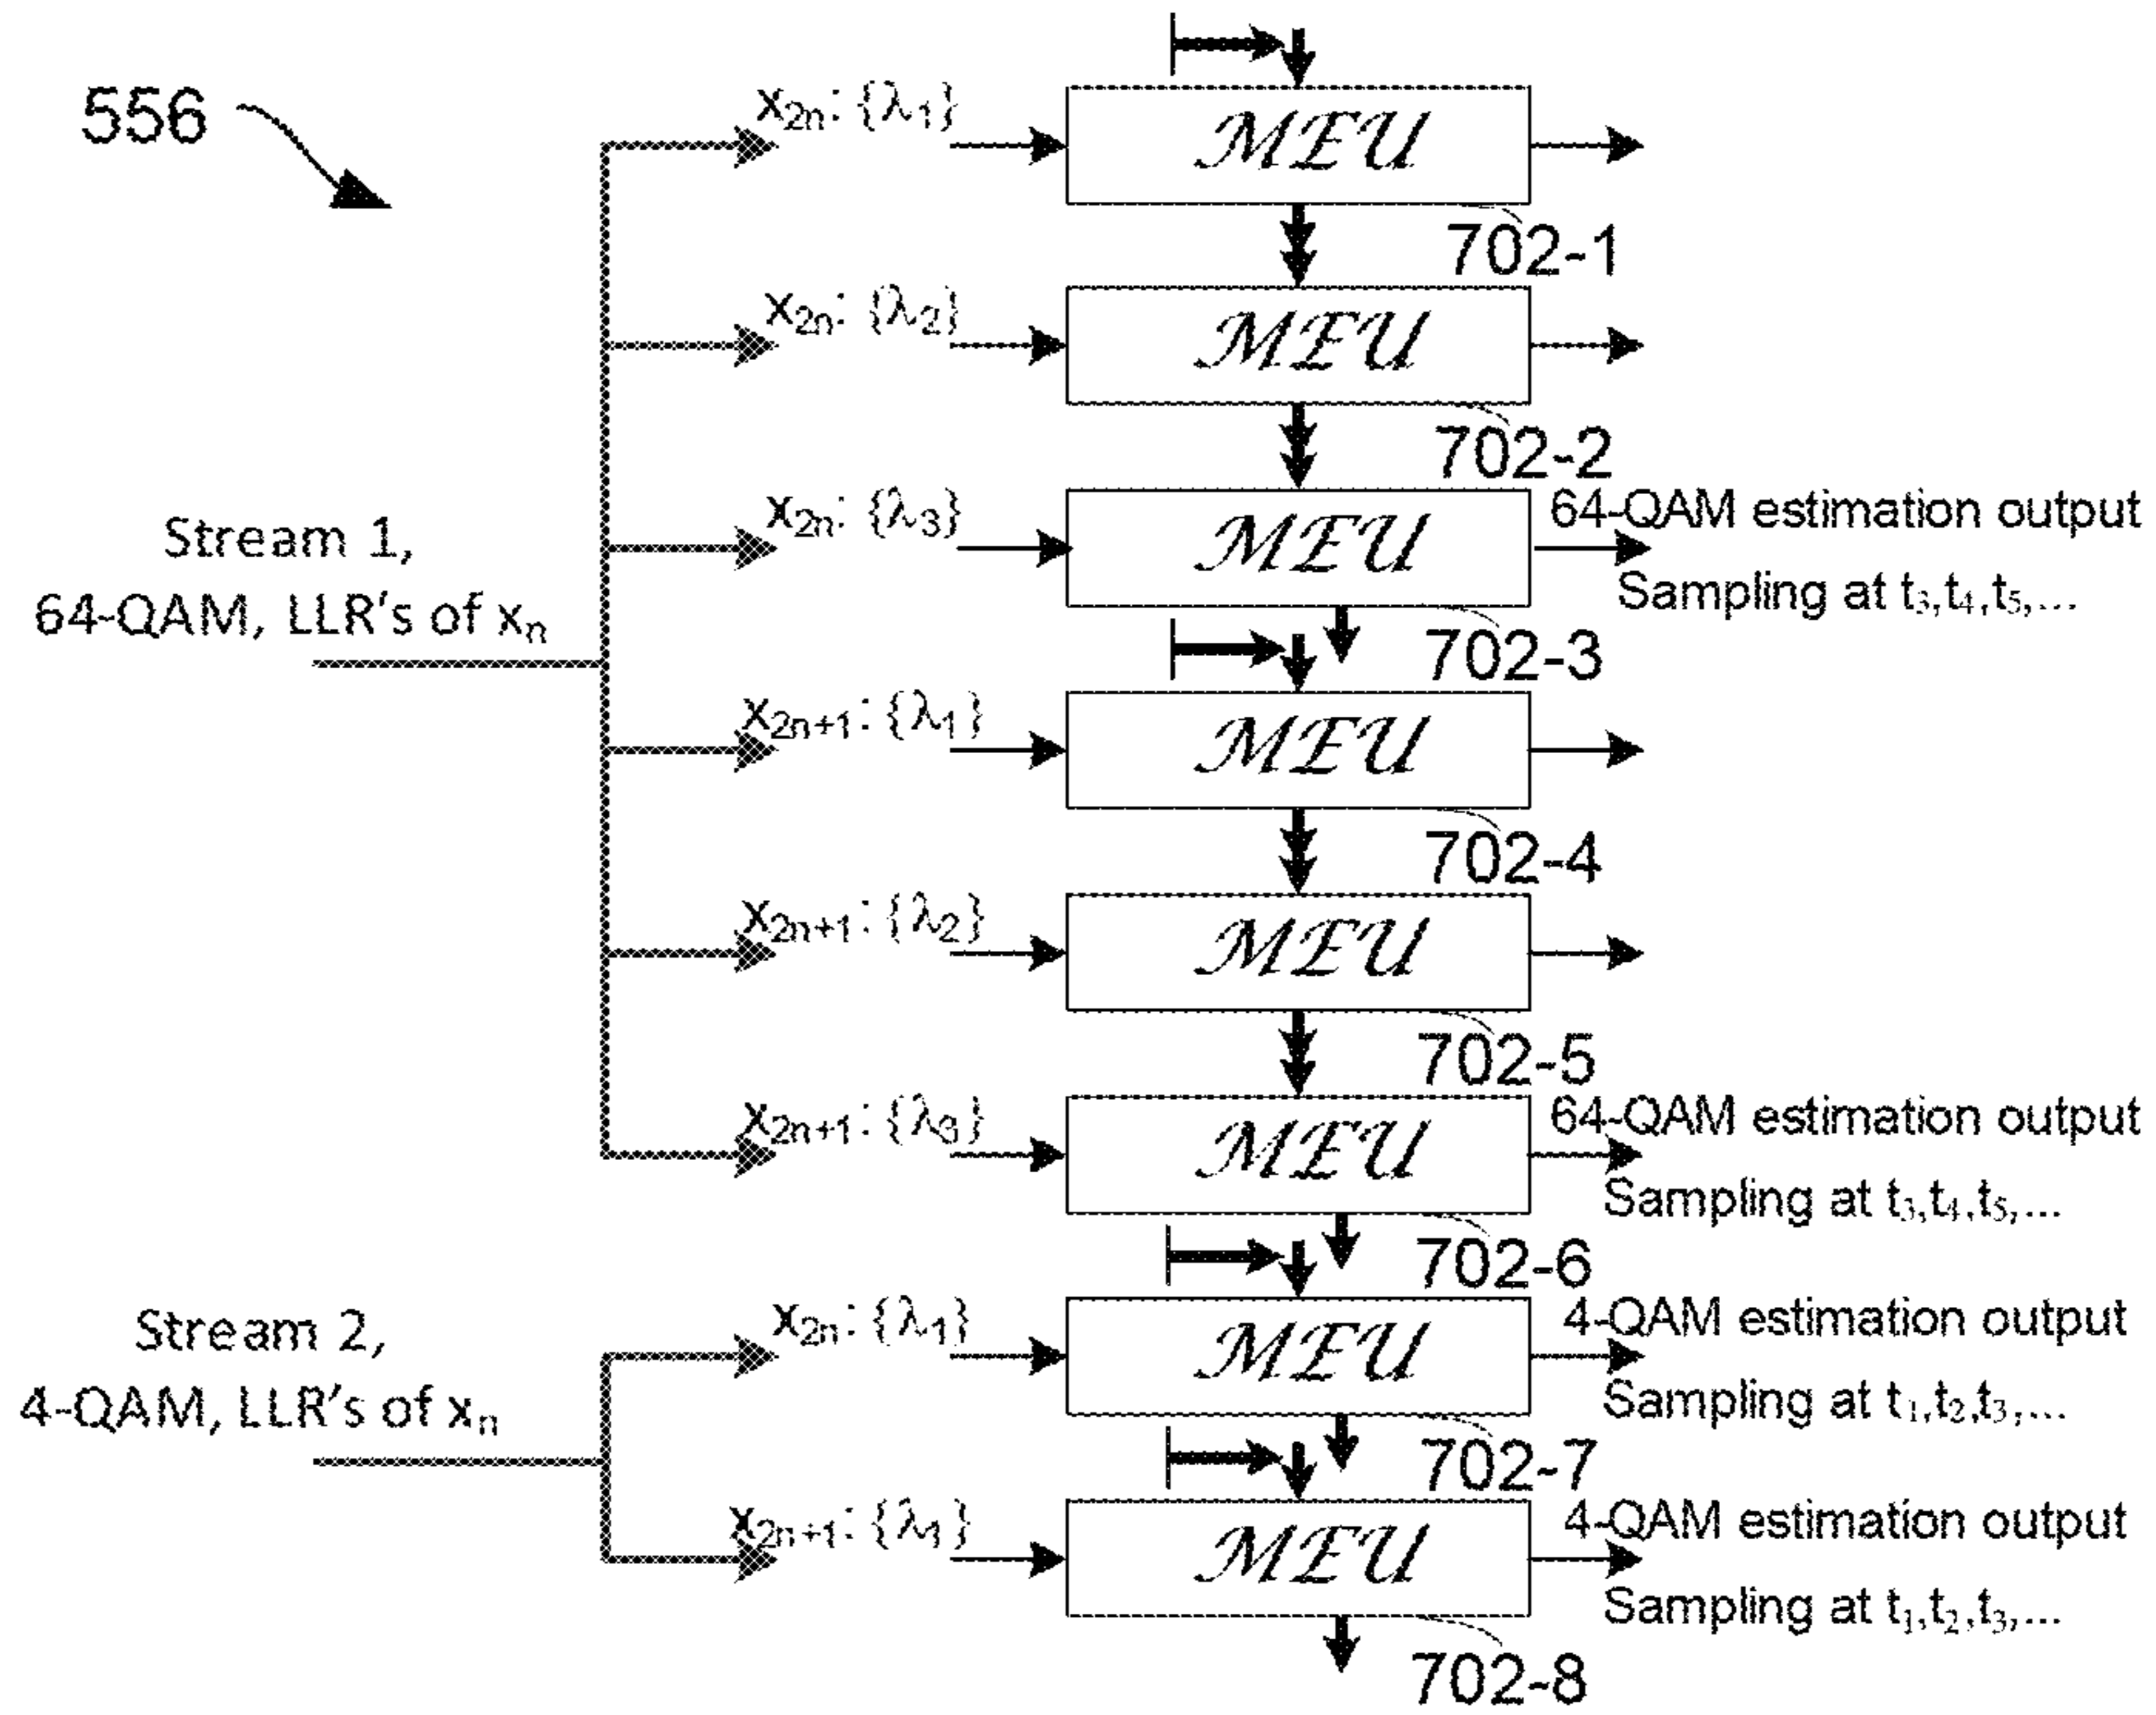 556
x₂ₙ: {λ₁}
MEU
702-1
x₂ₙ: {λ₂}
MEU
702-2
Stream 1,
64-QAM, LLR's of xₙ
x₂ₙ: {λ₃}
MEU
64-QAM estimation output
Sampling at t₃,t₄,t₅,...
702-3
x₂ₙ₊₁: {λ₁}
MEU
702-4
x₂ₙ₊₁: {λ₂}
MEU
702-5
x₂ₙ₊₁: {λ₃}
MEU
64-QAM estimation output
Sampling at t₃,t₄,t₅,...
702-6
Stream 2,
4-QAM, LLR's of xₙ
x₂ₙ: {λ₁}
MEU
4-QAM estimation output
Sampling at t₁,t₂,t₃,...
702-7
x₂ₙ₊₁: {λ₁}
MEU
4-QAM estimation output
Sampling at t₁,t₂,t₃,...
702-8